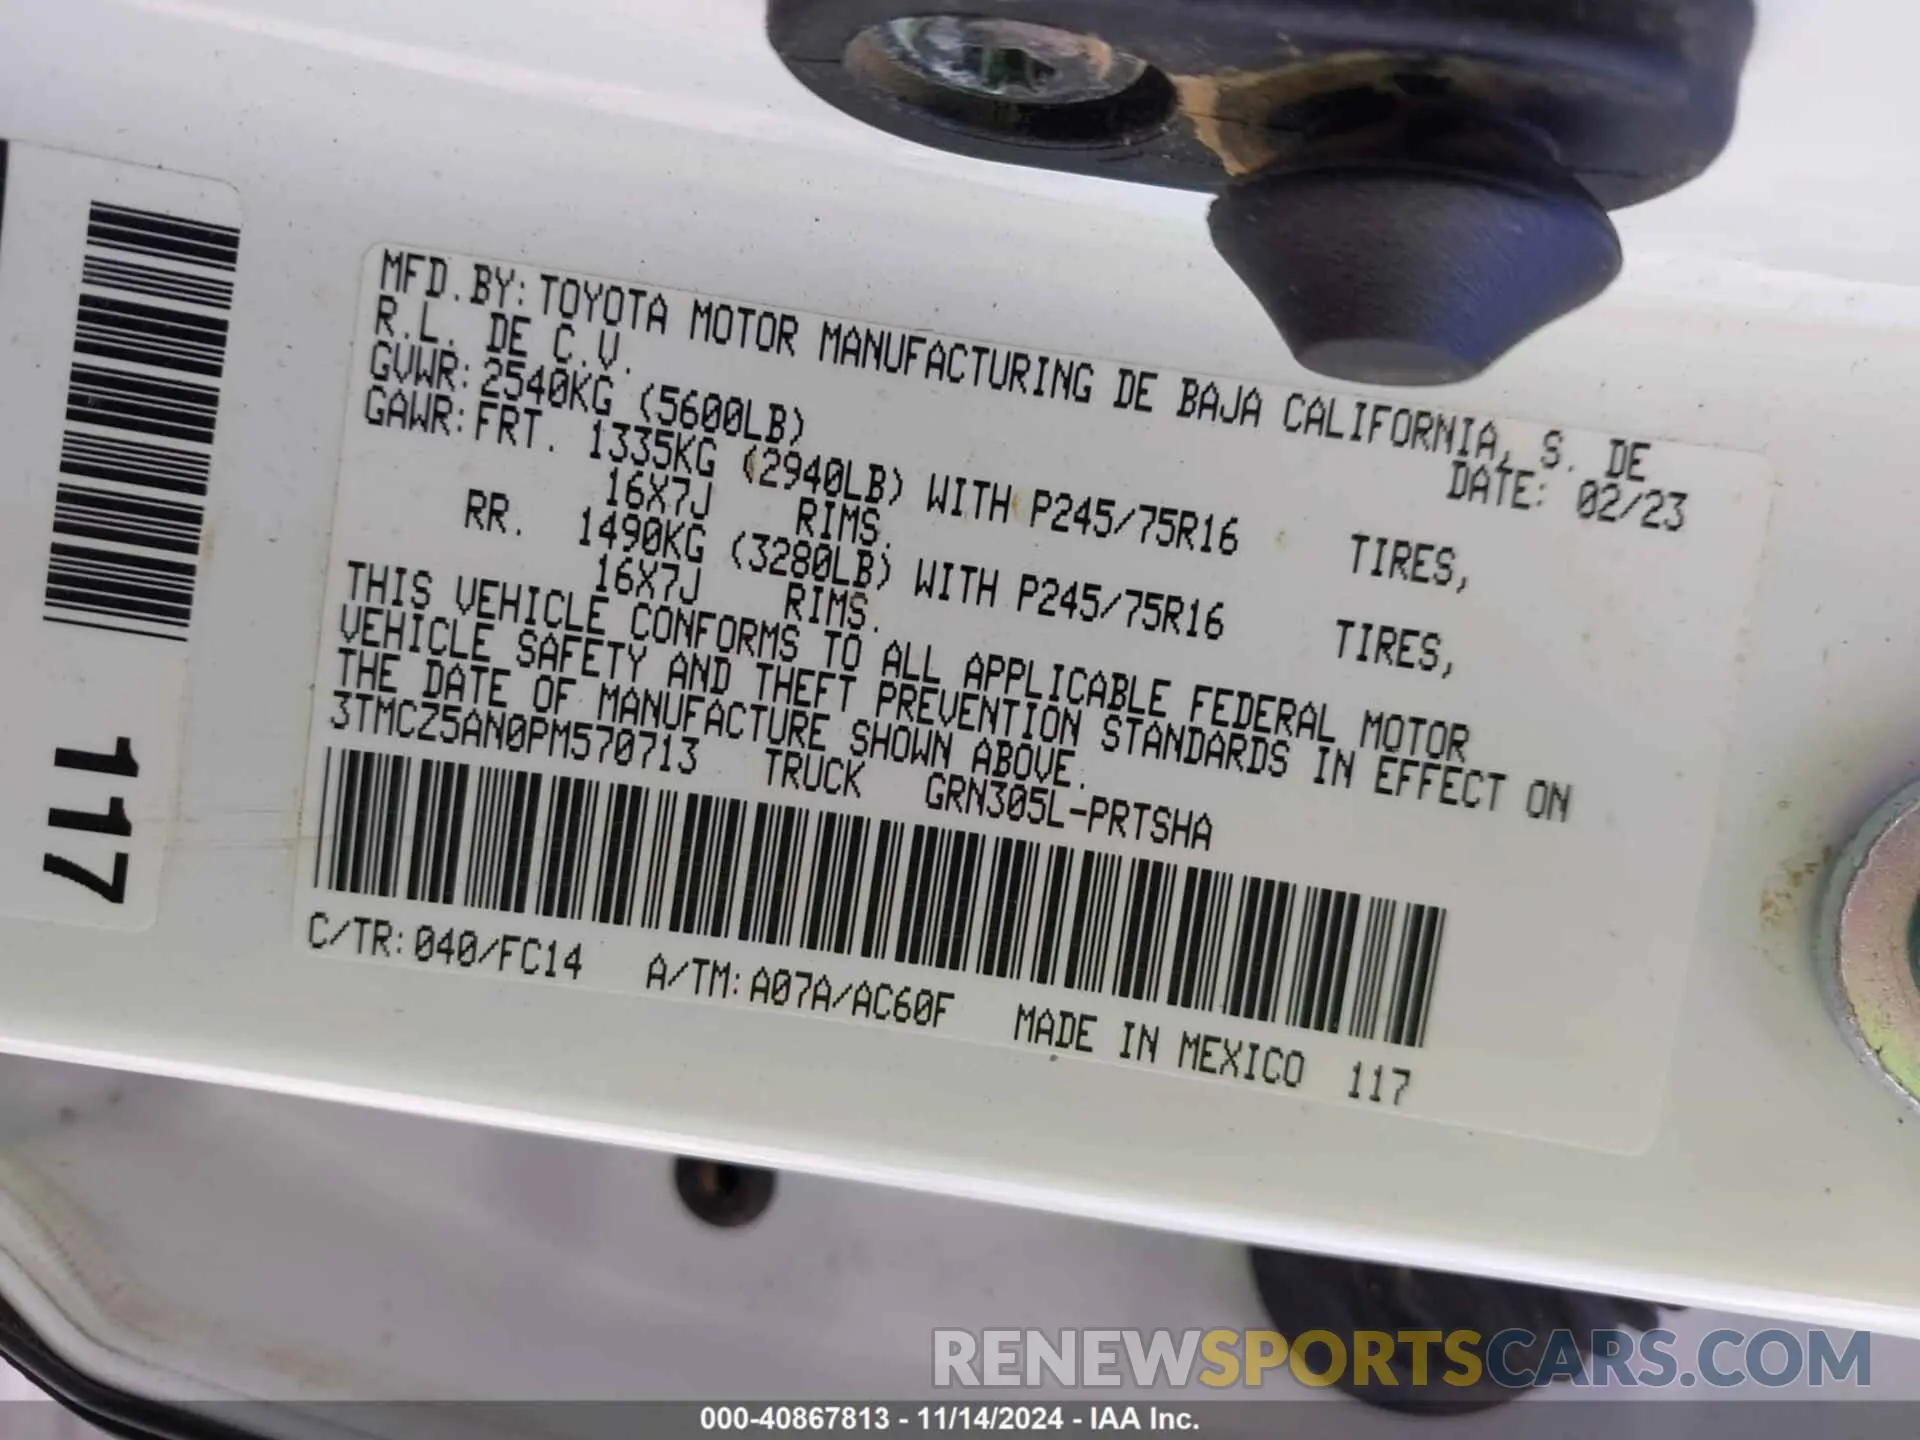 MFD.BY: TOYOTA MOTOR MANUFACTURING DE BAJA CALIFORNIA, S. DE
R.L. DE C.V. DATE: 02/23
GVWR: 2540KG (5600LB)
GAWR: FRT. 1335KG (2940LB) WITH P245/75R16 TIRES,
16X7J RIMS.
RR. 1490KG (3280LB) WITH P245/75R16 TIRES,
16X7J RIMS.
THIS VEHICLE CONFORMS TO ALL APPLICABLE FEDERAL MOTOR
VEHICLE SAFETY AND THEFT PREVENTION STANDARDS IN EFFECT ON
THE DATE OF MANUFACTURE SHOWN ABOVE.
3TMCZ5AN0PM570713 TRUCK GRN305L-PRTSHA
C/TR: 040/FC14 A/TM: A07A/AC60F MADE IN MEXICO 117
117
RENEWSPORTSCARS.COM
000-40867813 - 11/14/2024 - IAA Inc.